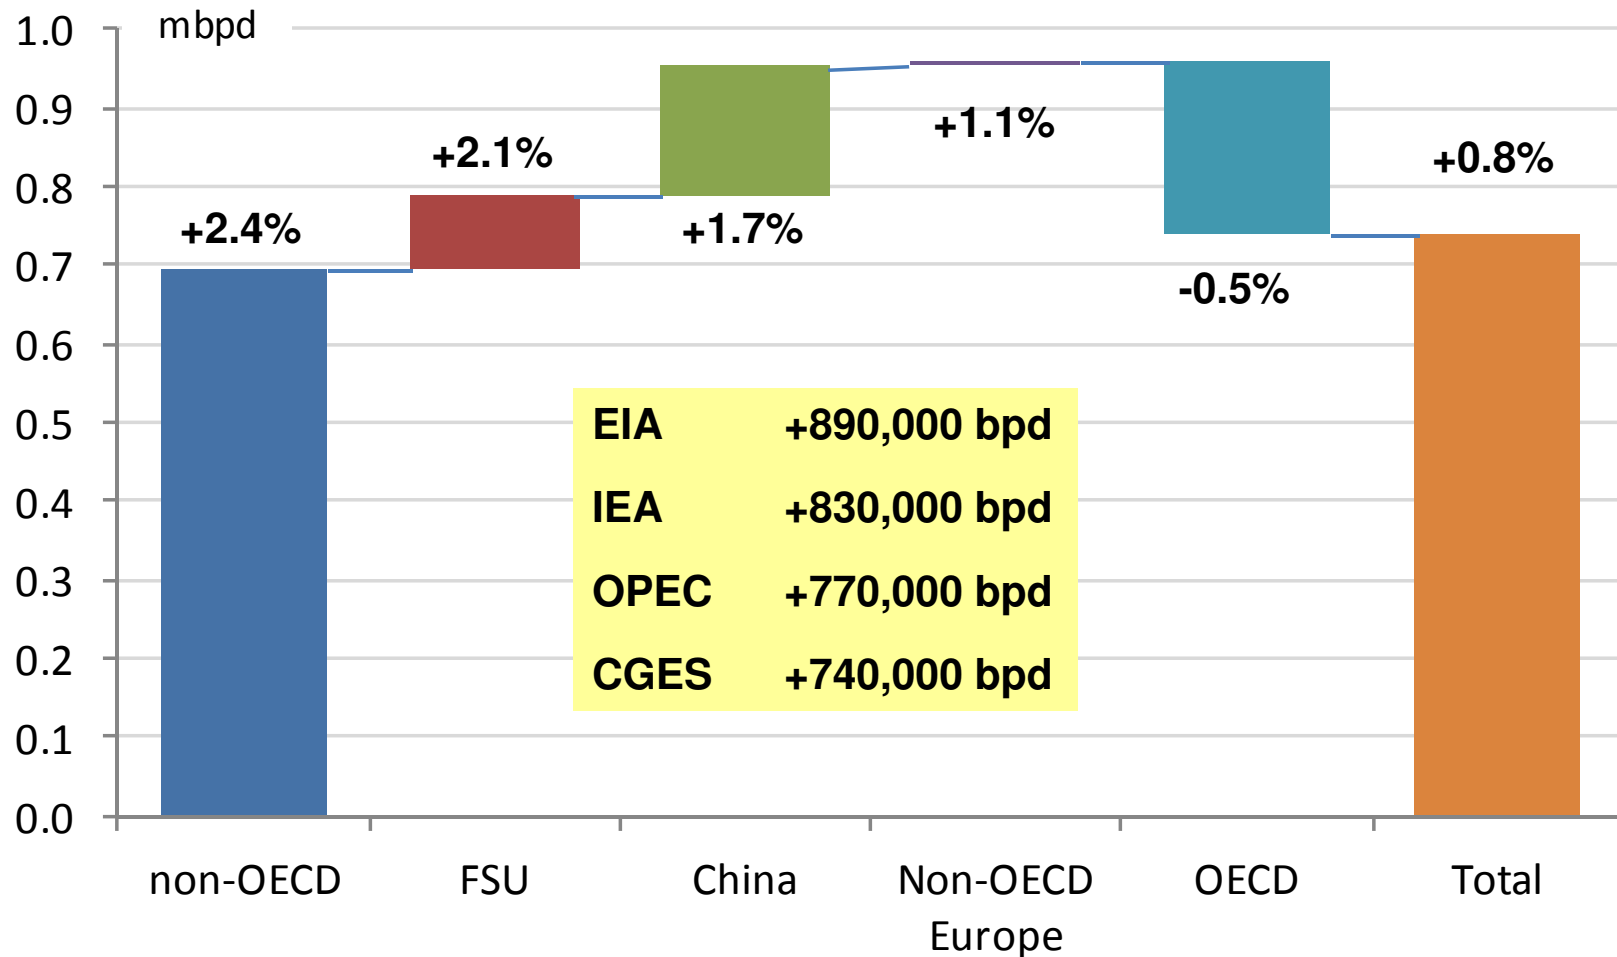 mbpd
1.0
0.9
0.8
0.7
0.6
0.5
0.4
0.3
0.2
0.1
0.0
+2.4%
+2.1%
+1.7%
+1.1%
-0.5%
+0.8%
EIA +890,000 bpd
IEA +830,000 bpd
OPEC +770,000 bpd
CGES +740,000 bpd
non-OECD FSU China Non-OECD OECD Total
Europe